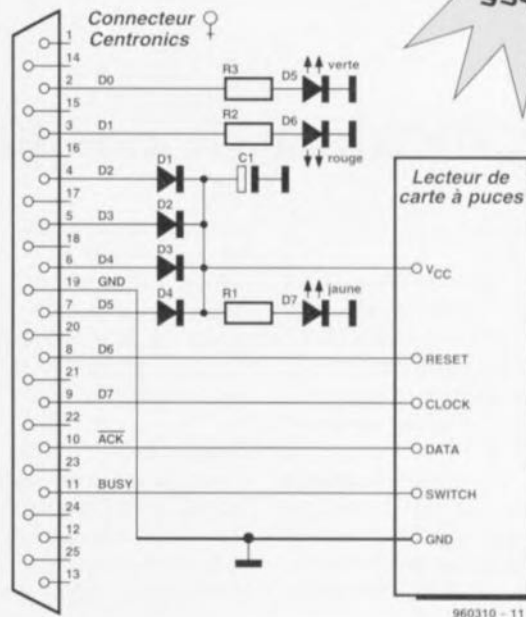 Connecteur ♀
Centronics
1
14
2 D0 R3 D5 verte
15
3 D1 R2 D6
16 rouge
4 D2 D1 C1
17
5 D3 D2
18
6 D4 D3
19 GND
7 D5 D4 R1 D7 jaune
20
8 D6
21
9 D7
22
10 ACK
23
11 BUSY
24
12
25
13
Lecteur de
carte à puces
VCC
RESET
CLOCK
DATA
SWITCH
GND
960310 - 11